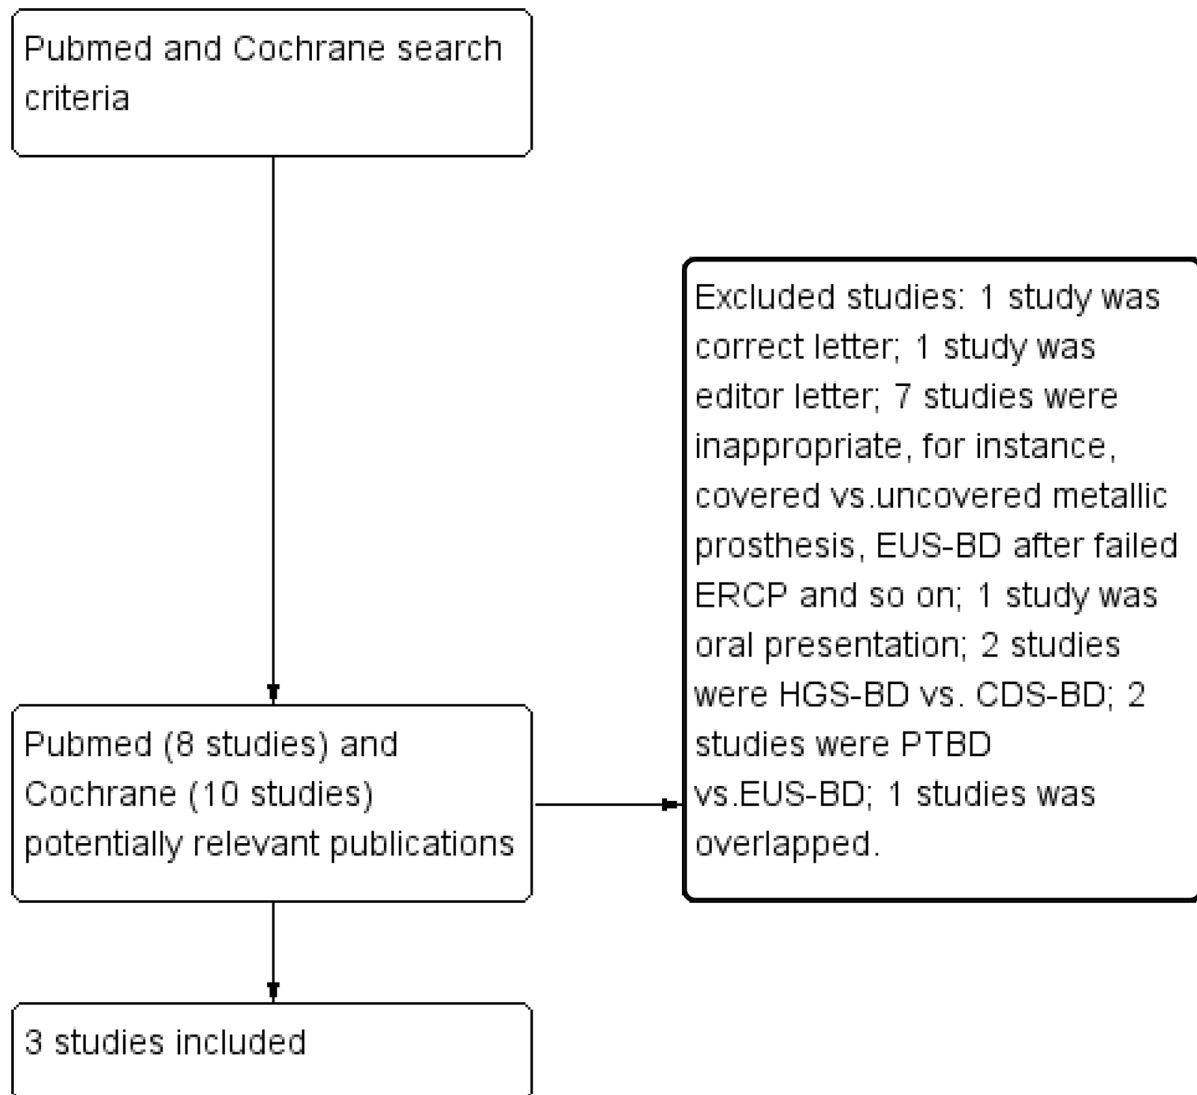 Pubmed and Cochrane search
criteria
Excluded studies: 1 study was
correct letter; 1 study was
editor letter; 7 studies were
inappropriate, for instance,
covered vs.uncovered metallic
prosthesis, EUS-BD after failed
ERCP and so on; 1 study was
oral presentation; 2 studies
were HGS-BD vs. CDS-BD; 2
studies were PTBD
vs.EUS-BD; 1 studies was
overlapped.
Pubmed (8 studies) and
Cochrane (10 studies)
potentially relevant publications
3 studies included